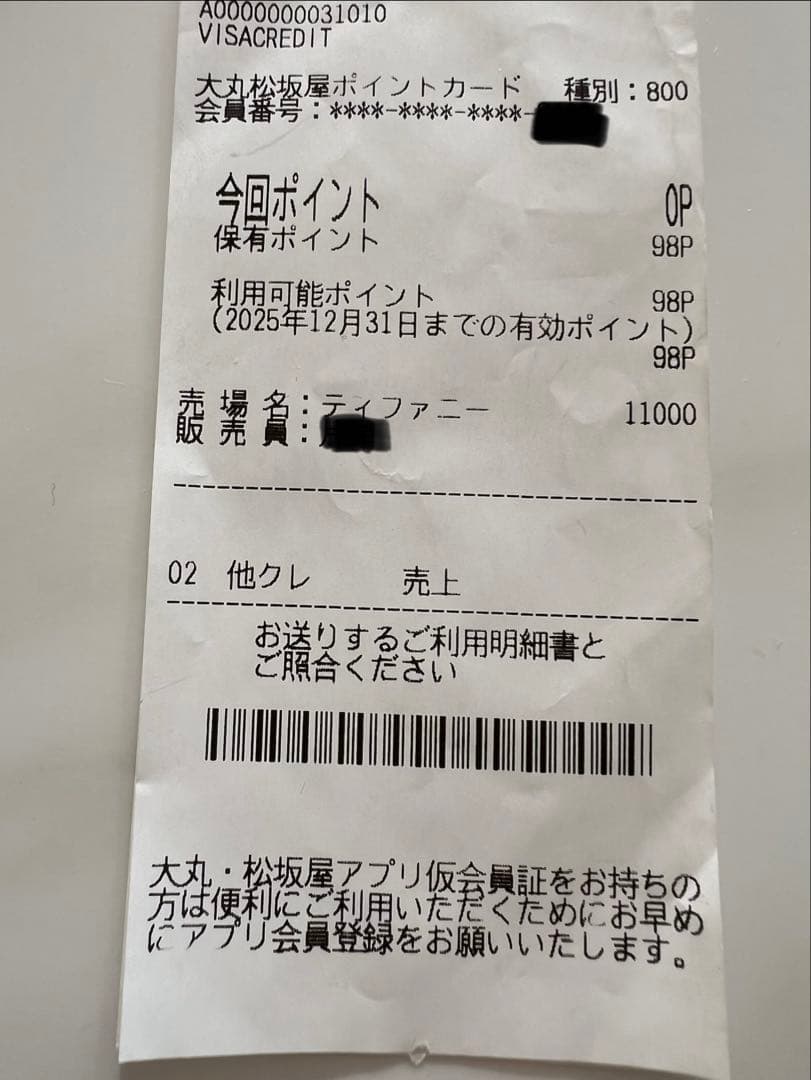 A0000000031010
VISACREDIT
大丸松坂屋ポイントカード 種別：800
会員番号：****-****-****-
今回ポイント 0P
保有ポイント 98P
利用可能ポイント 98P
(2025年12月31日までの有効ポイント)
98P
売 場 名：ティファニー 11000
販 売 員：
02 他クレ 売上
お送りするご利用明細書と
ご照合ください
大丸・松坂屋アプリ仮会員証をお持ちの
方は便利にご利用いただくためにお早め
にアプリ会員登録をお願いいたします。